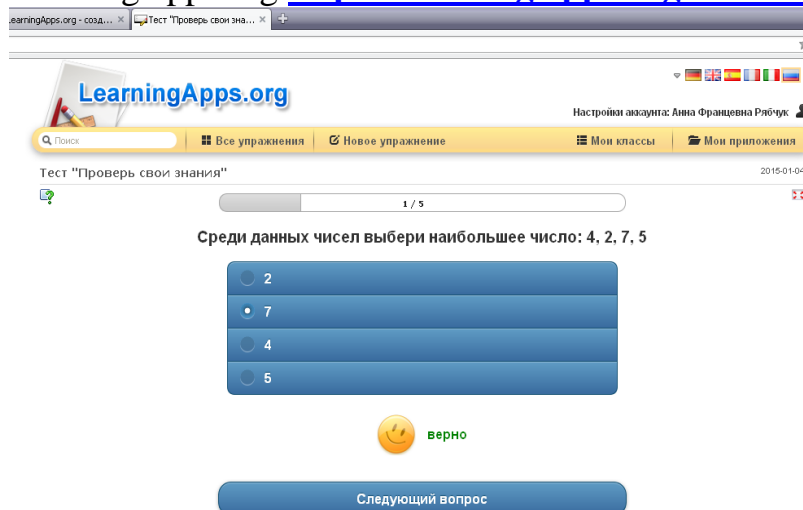 earningApps.org - созд...
Тест "Проверь свои зна...
LearningApps.org
Настройки аккаунта: Анна Францевна Рябчук
Поиск
Все упражнения
Новое упражнение
Мои классы
Мои приложения
Тест "Проверь свои знания"
2015-01-04
1 / 5
Среди данных чисел выбери наибольшее число: 4, 2, 7, 5
2
7
4
5
верно
Следующий вопрос